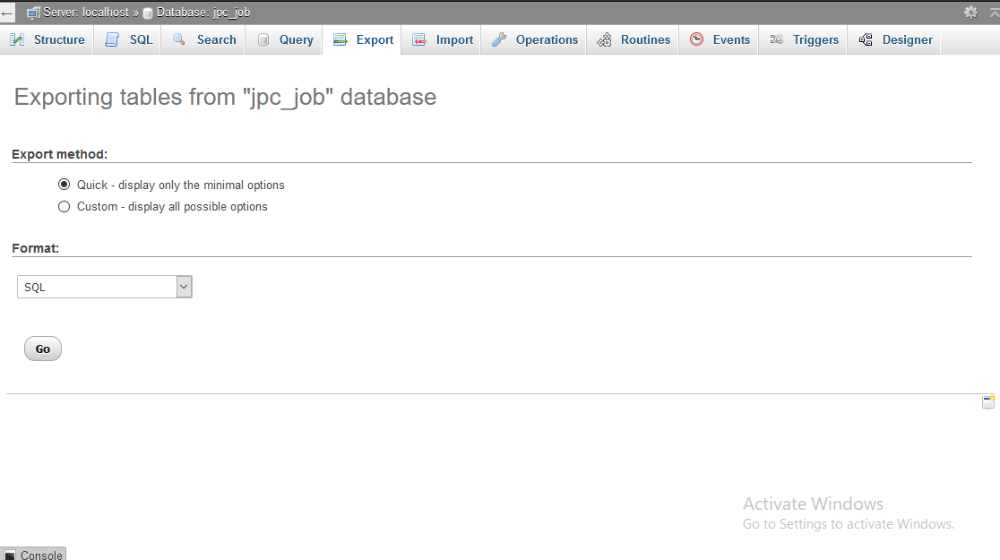 Server: localhost » Database: jpc_job
Structure SQL Search Query Export Import Operations Routines Events Triggers Designer
Exporting tables from "jpc_job" database
Export method:
Quick - display only the minimal options
Custom - display all possible options
Format:
SQL
Go
Activate Windows
Go to Settings to activate Windows.
Console